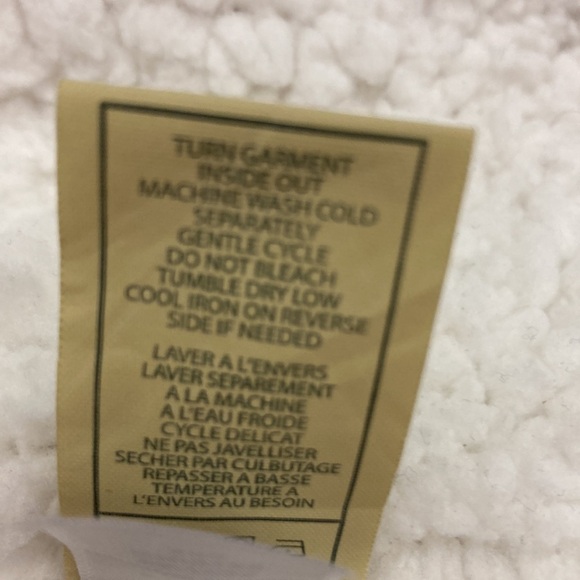 TURN GARMENT
INSIDE OUT
MACHINE WASH COLD
SEPARATELY
GENTLE CYCLE
DO NOT BLEACH
TUMBLE DRY LOW
COOL IRON ON REVERSE
SIDE IF NEEDED
LAVER A L'ENVERS
LAVER SEPAREMENT
A LA MACHINE
A L'EAU FROIDE
CYCLE DELICAT
NE PAS JAVELLISER
SECHER PAR CULBUTAGE
REPASSER A BASSE
TEMPERATURE A
L'ENVERS AU BESOIN